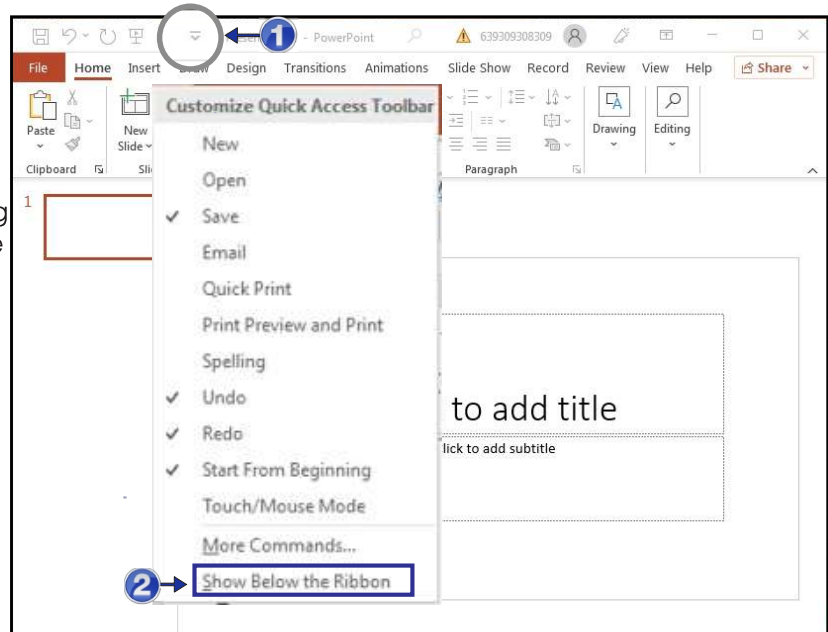 1
- PowerPoint
639309308309
File Home Insert Draw Design Transitions Animations Slide Show Record Review View Help Share
Paste
New
Slide
Drawing
Editing
Clipboard
Paragraph
Customize Quick Access Toolbar
New
Open
Save
Email
Quick Print
Print Preview and Print
Spelling
Undo
Redo
Start From Beginning
Touch/Mouse Mode
More Commands...
2
Show Below the Ribbon
1
g
e
to add title
lick to add subtitle